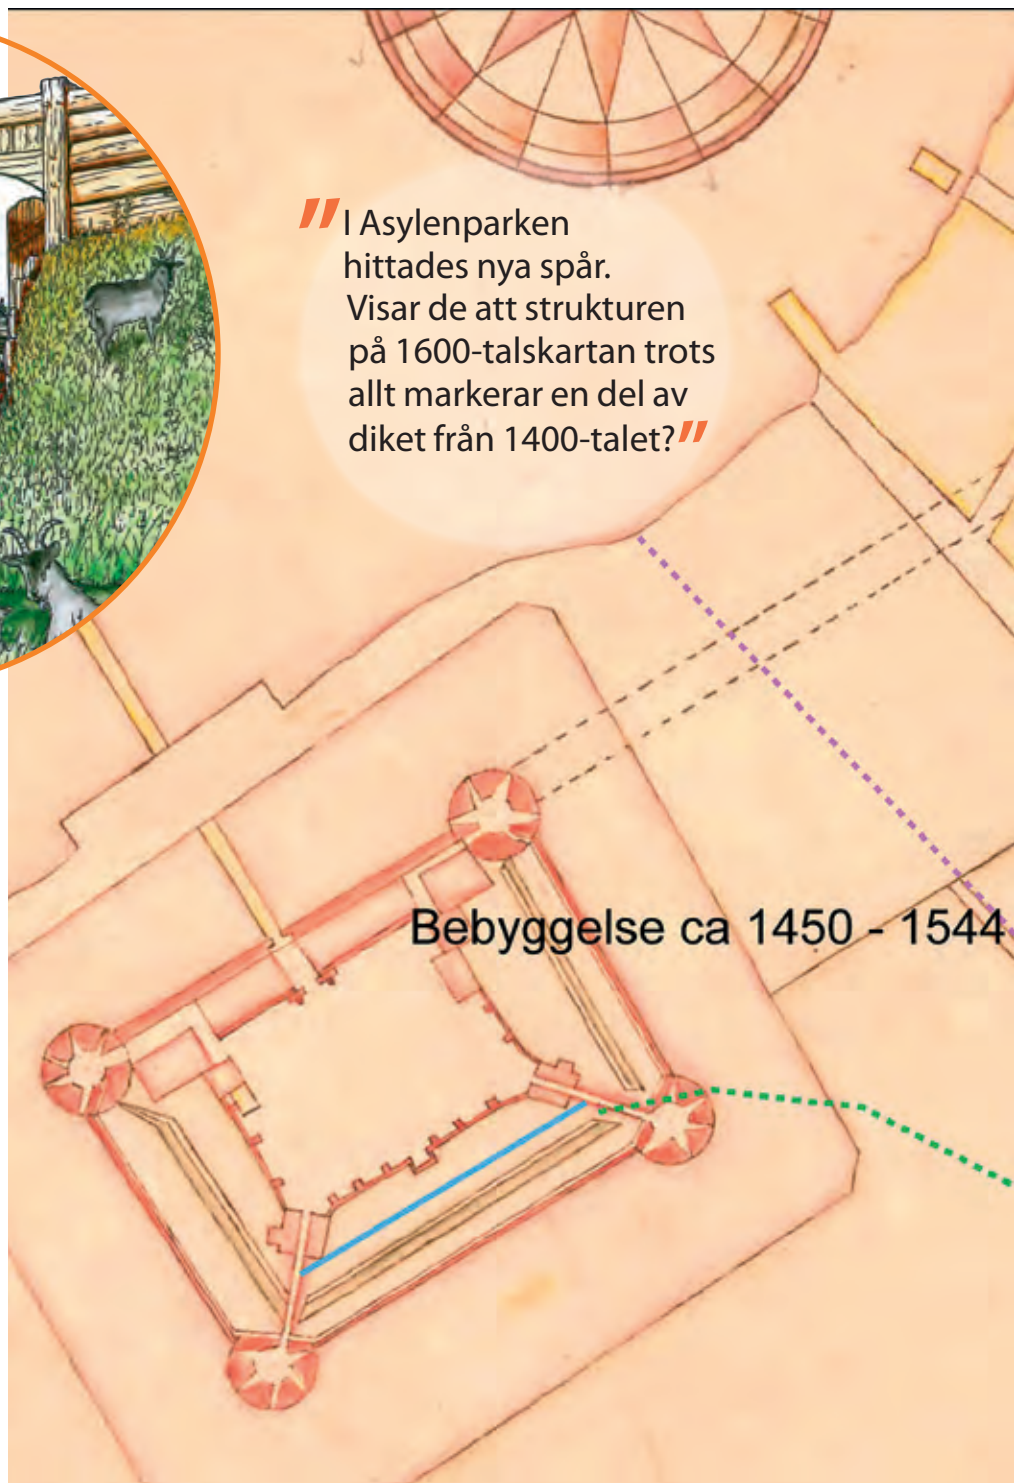 "I Asylenparken
hittades nya spår.
Visar de att strukturen
på 1600-talskartan trots
allt markerar en del av
diket från 1400-talet?"
Bebyggelse ca 1450 - 1544